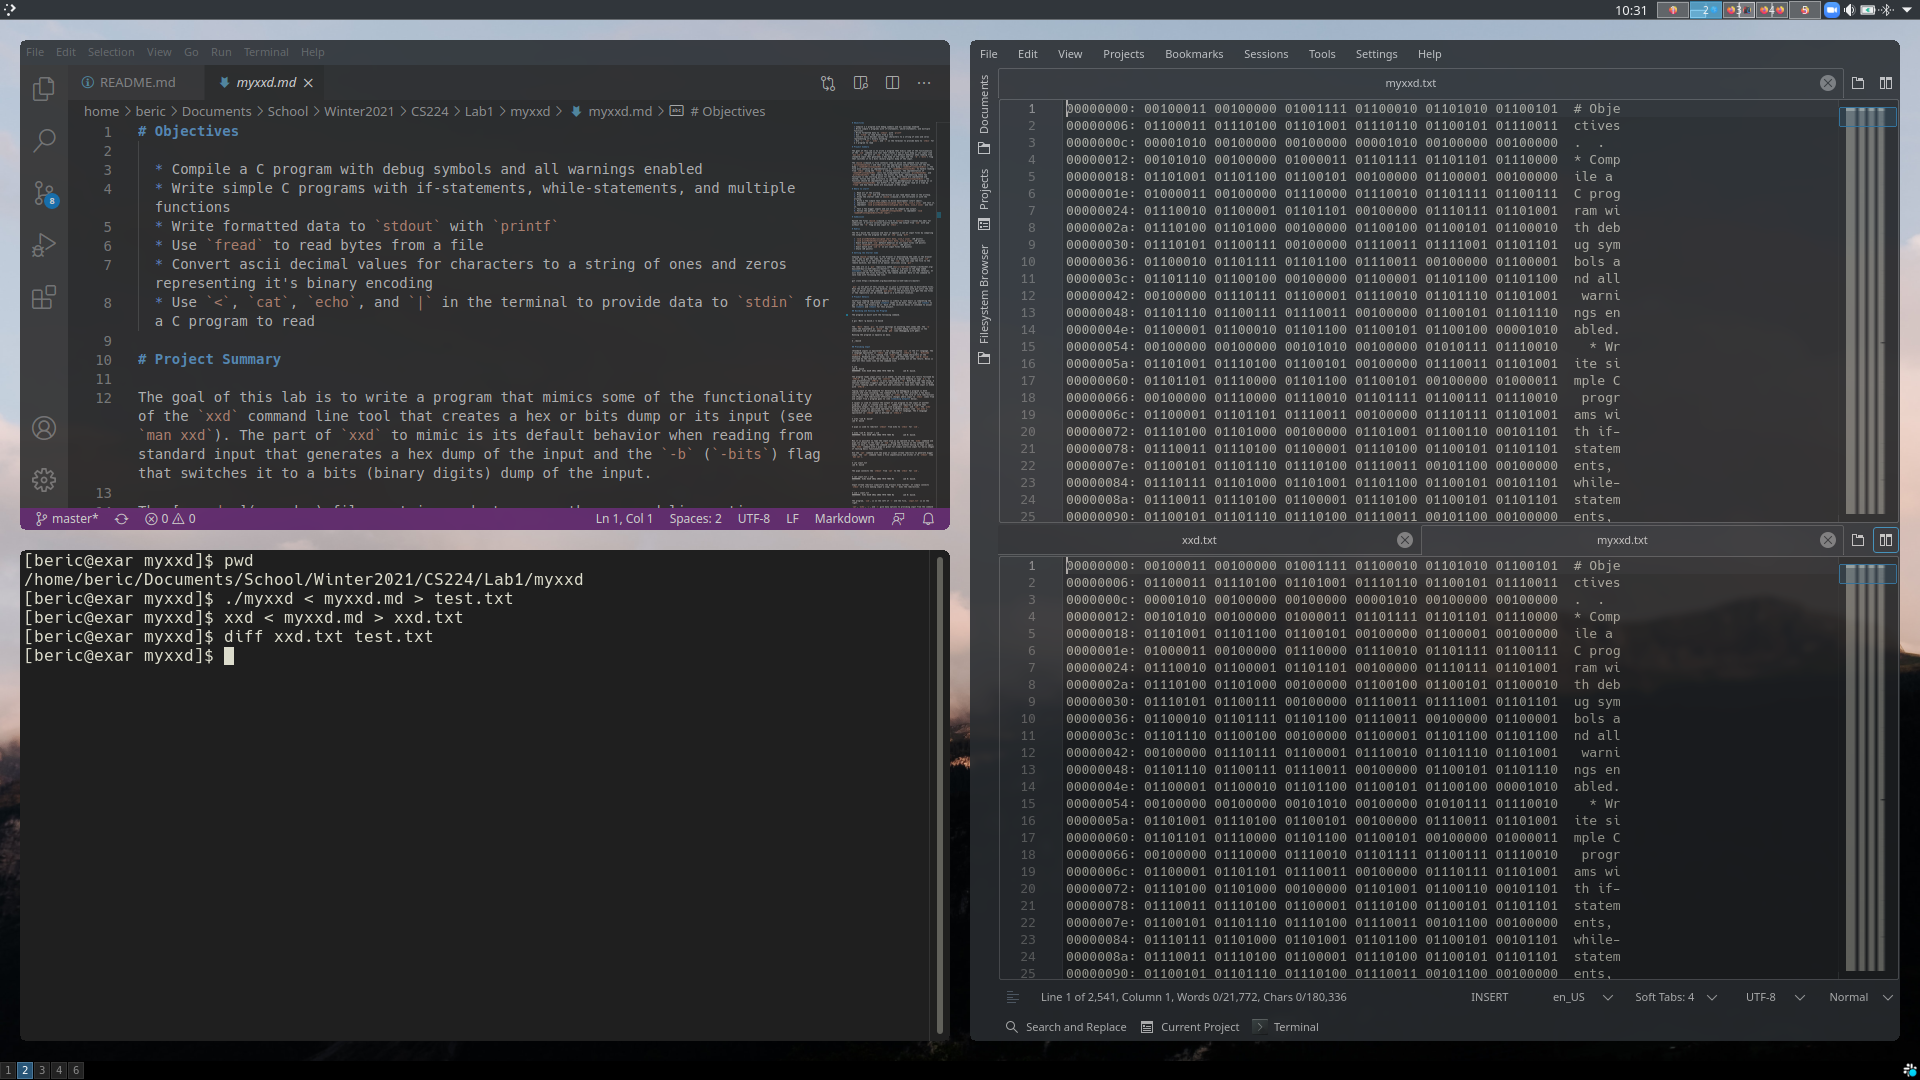 10:31
2
3
4
5
File Edit Selection View Go Run Terminal Help
README.md
myxxd.md
home > beric > Documents > School > Winter2021 > CS224 > Lab1 > myxxd > myxxd.md > # Objectives
8
1 # Objectives
2
3 * Compile a C program with debug symbols and all warnings enabled
4 * Write simple C programs with if-statements, while-statements, and multiple
functions
5 * Write formatted data to `stdout` with `printf`
6 * Use `fread` to read bytes from a file
7 * Convert ascii decimal values for characters to a string of ones and zeros
representing it's binary encoding
8 * Use `<`, `cat`, `echo`, and `|` in the terminal to provide data to `stdin` for
a C program to read
9
10 # Project Summary
11
12 The goal of this lab is to write a program that mimics some of the functionality
of the `xxd` command line tool that creates a hex or bits dump or its input (see
`man xxd`). The part of `xxd` to mimic is its default behavior when reading from
standard input that generates a hex dump of the input and the `-b` (`-bits`) flag
that switches it to a bits (binary digits) dump of the input.
13
master* 0 0 Ln 1, Col 1 Spaces: 2 UTF-8 LF Markdown
[beric@exar myxxd]$ pwd
/home/beric/Documents/School/Winter2021/CS224/Lab1/myxxd
[beric@exar myxxd]$ ./myxxd < myxxd.md > test.txt
[beric@exar myxxd]$ xxd < myxxd.md > xxd.txt
[beric@exar myxxd]$ diff xxd.txt test.txt
[beric@exar myxxd]$
File Edit View Projects Bookmarks Sessions Tools Settings Help
Documents
Projects
Filesystem Browser
myxxd.txt
1 00000000: 00100011 00100000 01001111 01100010 01101010 01100101 # Obje
2 00000006: 01100011 01110100 01101001 01110110 01100101 01110011 ctives
3 0000000c: 00001010 00100000 00100000 00001010 00100000 00100000 . .
4 00000012: 00101010 00100000 01000011 01101111 01101101 01110000 * Comp
5 00000018: 01101001 01101100 01100101 00100000 01100001 00100000 ile a
6 0000001e: 01000011 00100000 01110000 01110010 01101111 01100111 C prog
7 00000024: 01110010 01100001 01101101 00100000 01110111 01101001 ram wi
8 0000002a: 01110100 01101000 00100000 01100100 01100101 01100010 th deb
9 00000030: 01110101 01100111 00100000 01110011 01111001 01101101 ug sym
10 00000036: 01100010 01101111 01101100 01110011 00100000 01100001 bols a
11 0000003c: 01101110 01100100 00100000 01100001 01101100 01101100 nd all
12 00000042: 00100000 01110111 01100001 01110010 01101110 01101001 warni
13 00000048: 01101110 01100111 01110011 00100000 01100101 01101110 ngs en
14 0000004e: 01100001 01100010 01101100 01100101 01100100 00001010 abled.
15 00000054: 00100000 00100000 00101010 00100000 01010111 01110010 * Wr
16 0000005a: 01101001 01110100 01100101 00100000 01110011 01101001 ite si
17 00000060: 01101101 01110000 01101100 01100101 00100000 01000011 mple C
18 00000066: 00100000 01110000 01110010 01101111 01100111 01110010 progr
19 0000006c: 01100001 01101101 01110011 00100000 01110111 01101001 ams wi
20 00000072: 01110100 01101000 00100000 01101001 01100110 00101101 th if-
21 00000078: 01110011 01110100 01100001 01110100 01100101 01101101 statem
22 0000007e: 01100101 01101110 01110100 01110011 00101100 00100000 ents,
23 00000084: 01110111 01101000 01101001 01101100 01100101 00101101 while-
24 0000008a: 01110011 01110100 01100001 01110100 01100101 01101101 statem
25 00000090: 01100101 01101110 01110100 01110011 00101100 00100000 ents,
xxd.txt
myxxd.txt
1 00000000: 00100011 00100000 01001111 01100010 01101010 01100101 # Obje
2 00000006: 01100011 01110100 01101001 01110110 01100101 01110011 ctives
3 0000000c: 00001010 00100000 00100000 00001010 00100000 00100000 . .
4 00000012: 00101010 00100000 01000011 01101111 01101101 01110000 * Comp
5 00000018: 01101001 01101100 01100101 00100000 01100001 00100000 ile a
6 0000001e: 01000011 00100000 01110000 01110010 01101111 01100111 C prog
7 00000024: 01110010 01100001 01101101 00100000 01110111 01101001 ram wi
8 0000002a: 01110100 01101000 00100000 01100100 01100101 01100010 th deb
9 00000030: 01110101 01100111 00100000 01110011 01111001 01101101 ug sym
10 00000036: 01100010 01101111 01101100 01110011 00100000 01100001 bols a
11 0000003c: 01101110 01100100 00100000 01100001 01101100 01101100 nd all
12 00000042: 00100000 01110111 01100001 01110010 01101110 01101001 warni
13 00000048: 01101110 01100111 01110011 00100000 01100101 01101110 ngs en
14 0000004e: 01100001 01100010 01101100 01100101 01100100 00001010 abled.
15 00000054: 00100000 00100000 00101010 00100000 01010111 01110010 * Wr
16 0000005a: 01101001 01110100 01100101 00100000 01110011 01101001 ite si
17 00000060: 01101101 01110000 01101100 01100101 00100000 01000011 mple C
18 00000066: 00100000 01110000 01110010 01101111 01100111 01110010 progr
19 0000006c: 01100001 01101101 01110011 00100000 01110111 01101001 ams wi
20 00000072: 01110100 01101000 00100000 01101001 01100110 00101101 th if-
21 00000078: 01110011 01110100 01100001 01110100 01100101 01101101 statem
22 0000007e: 01100101 01101110 01110100 01110011 00101100 00100000 ents,
23 00000084: 01110111 01101000 01101001 01101100 01100101 00101101 while-
24 0000008a: 01110011 01110100 01100001 01110100 01100101 01101101 statem
25 00000090: 01100101 01101110 01110100 01110011 00101100 00100000 ents,
Line 1 of 2,541, Column 1, Words 0/21,772, Chars 0/180,336 INSERT en_US Soft Tabs: 4 UTF-8 Normal
Search and Replace Current Project Terminal
1 2 3 4 6